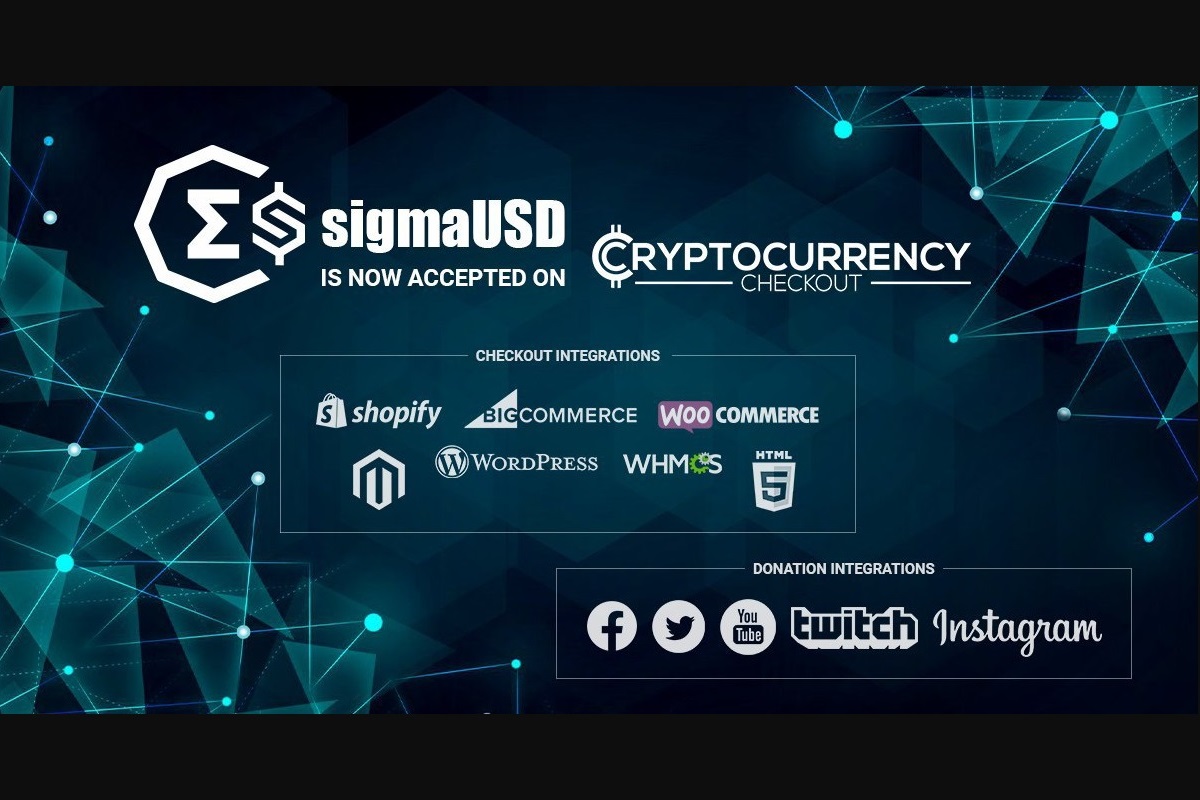 Σ$ sigmaUSD
IS NOW ACCEPTED ON
CRYPTOCURRENCY
CHECKOUT
CHECKOUT INTEGRATIONS
S shopify BIGCOMMERCE WOO COMMERCE
W WORDPRESS WHMCS HTML
5
DONATION INTEGRATIONS
f You Tube twitch Instagram